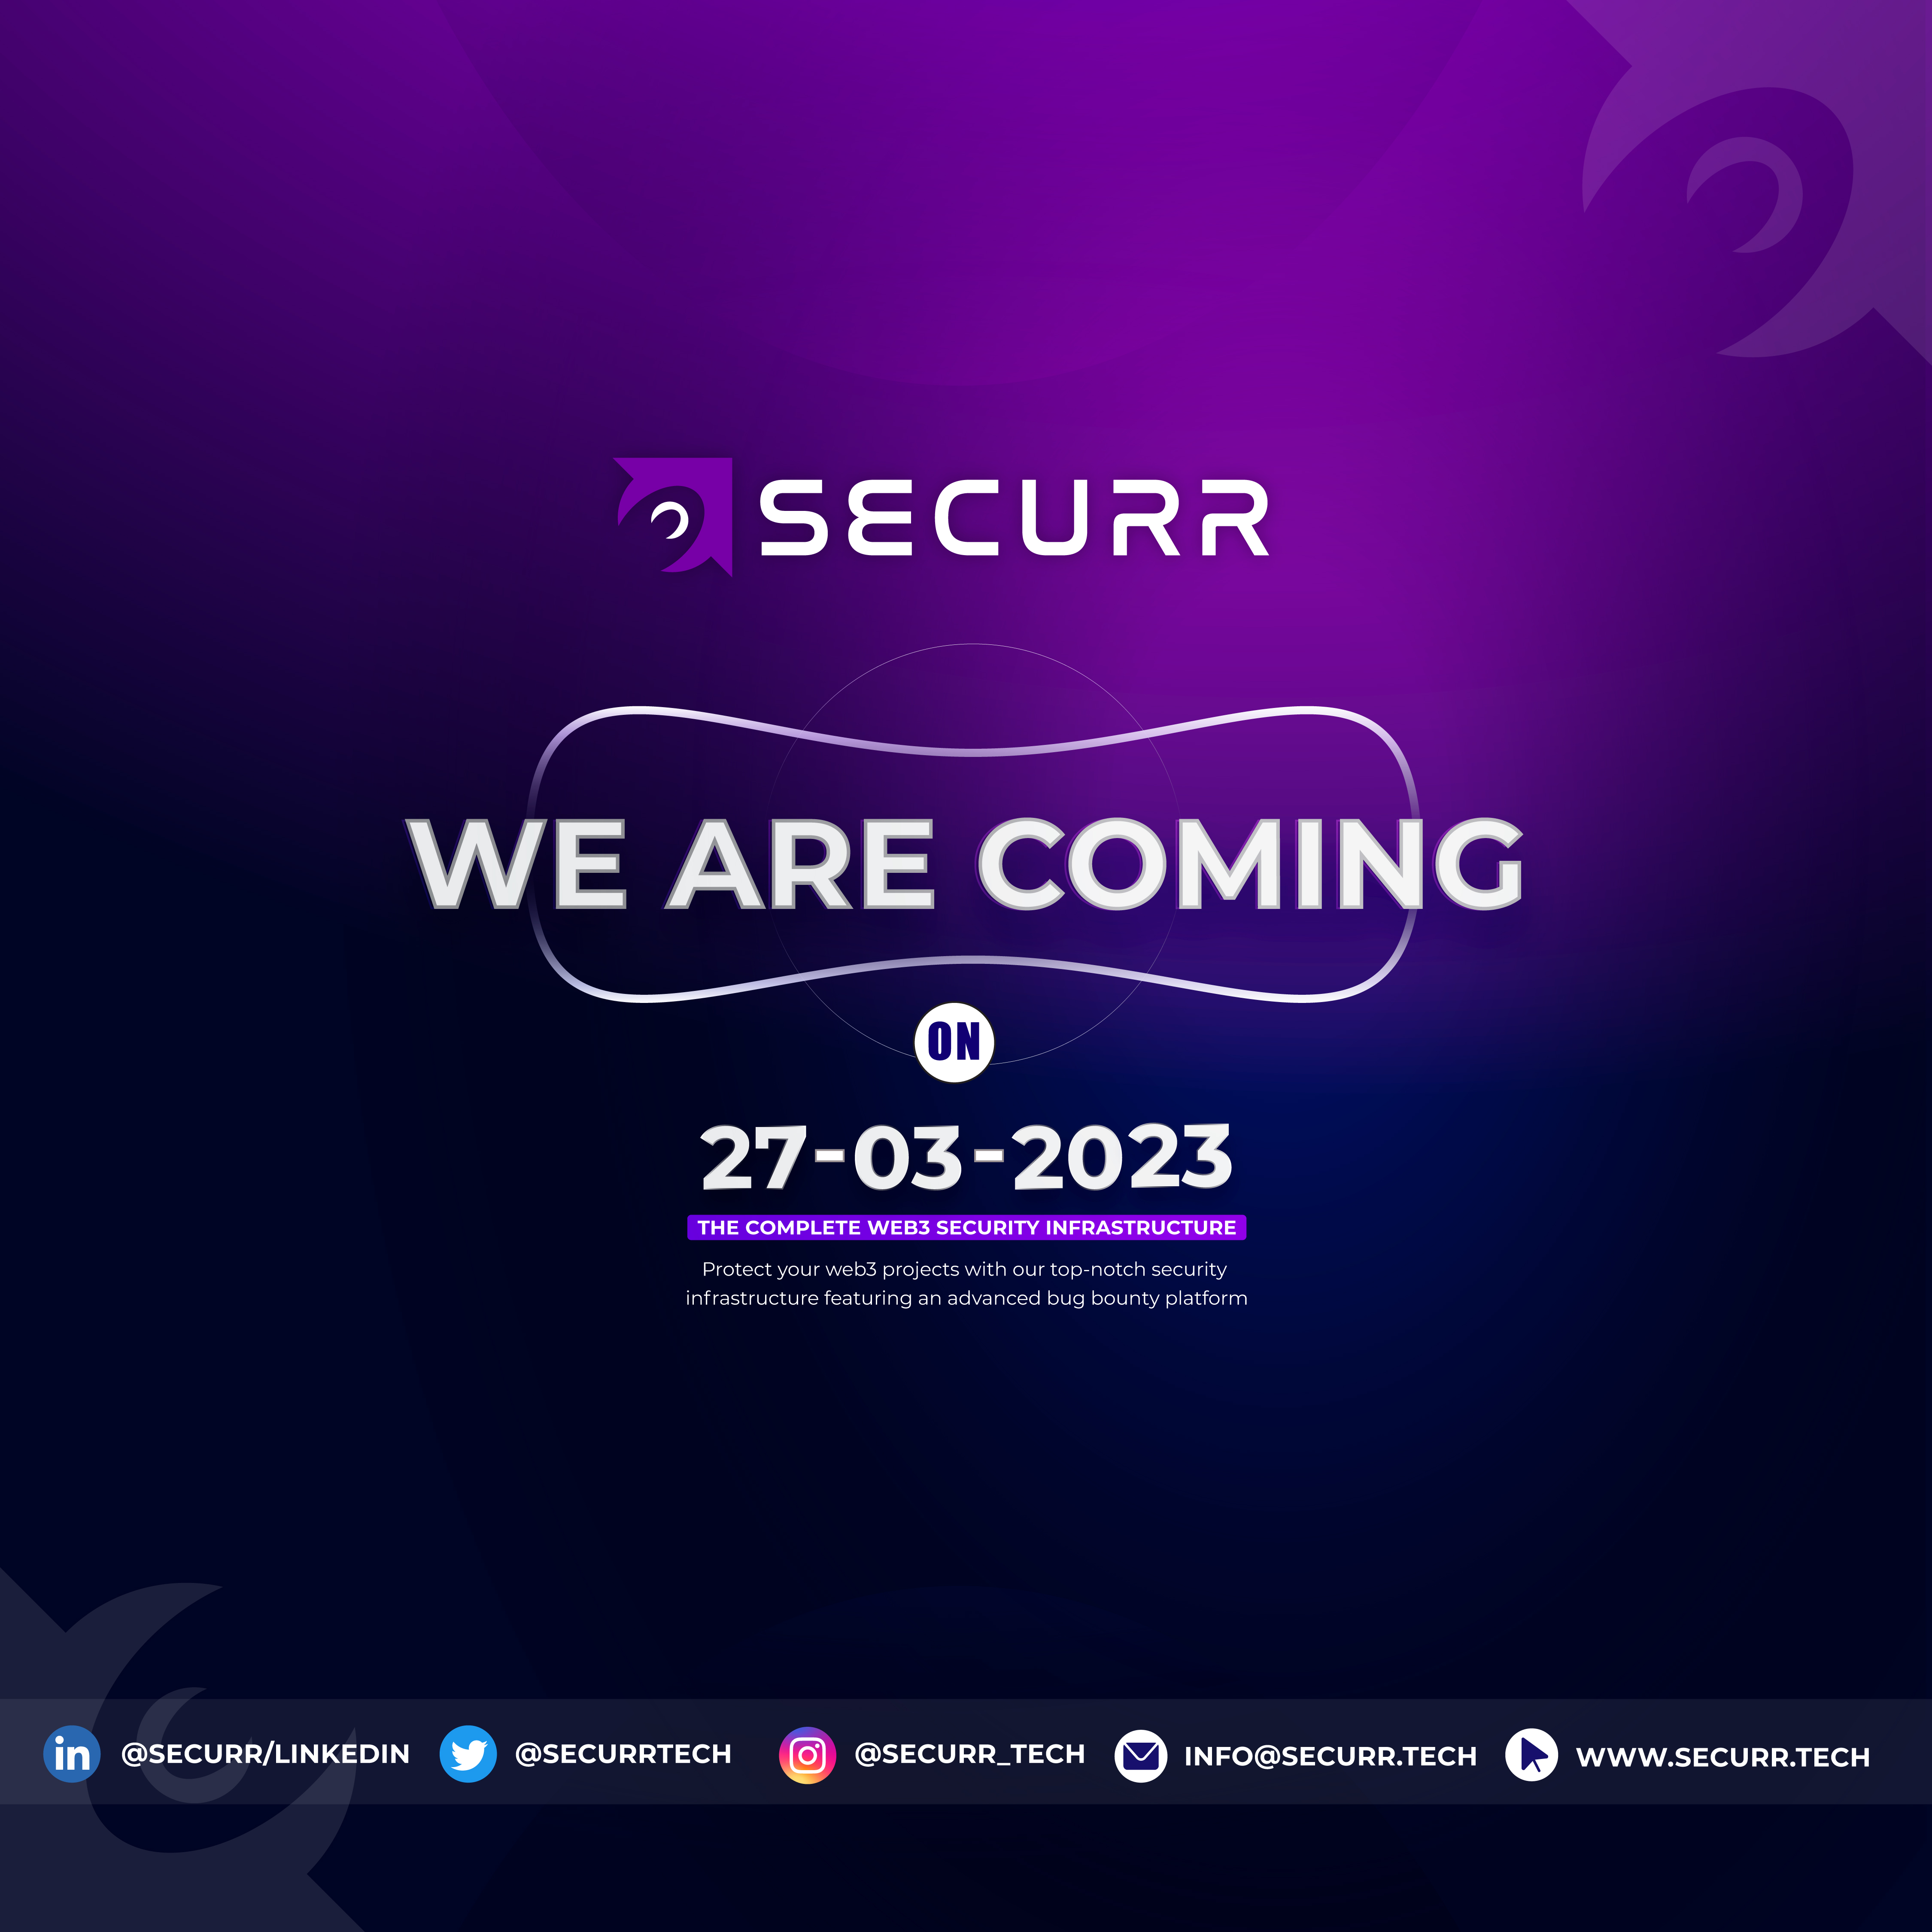 SECURR
WE ARE COMING
ON
27-03-2023
THE COMPLETE WEB3 SECURITY INFRASTRUCTURE
Protect your web3 projects with our top-notch security
infrastructure featuring an advanced bug bounty platform
in @SECURR/LINKEDIN @SECURRTECH @SECURR_TECH INFO@SECURR.TECH WWW.SECURR.TECH